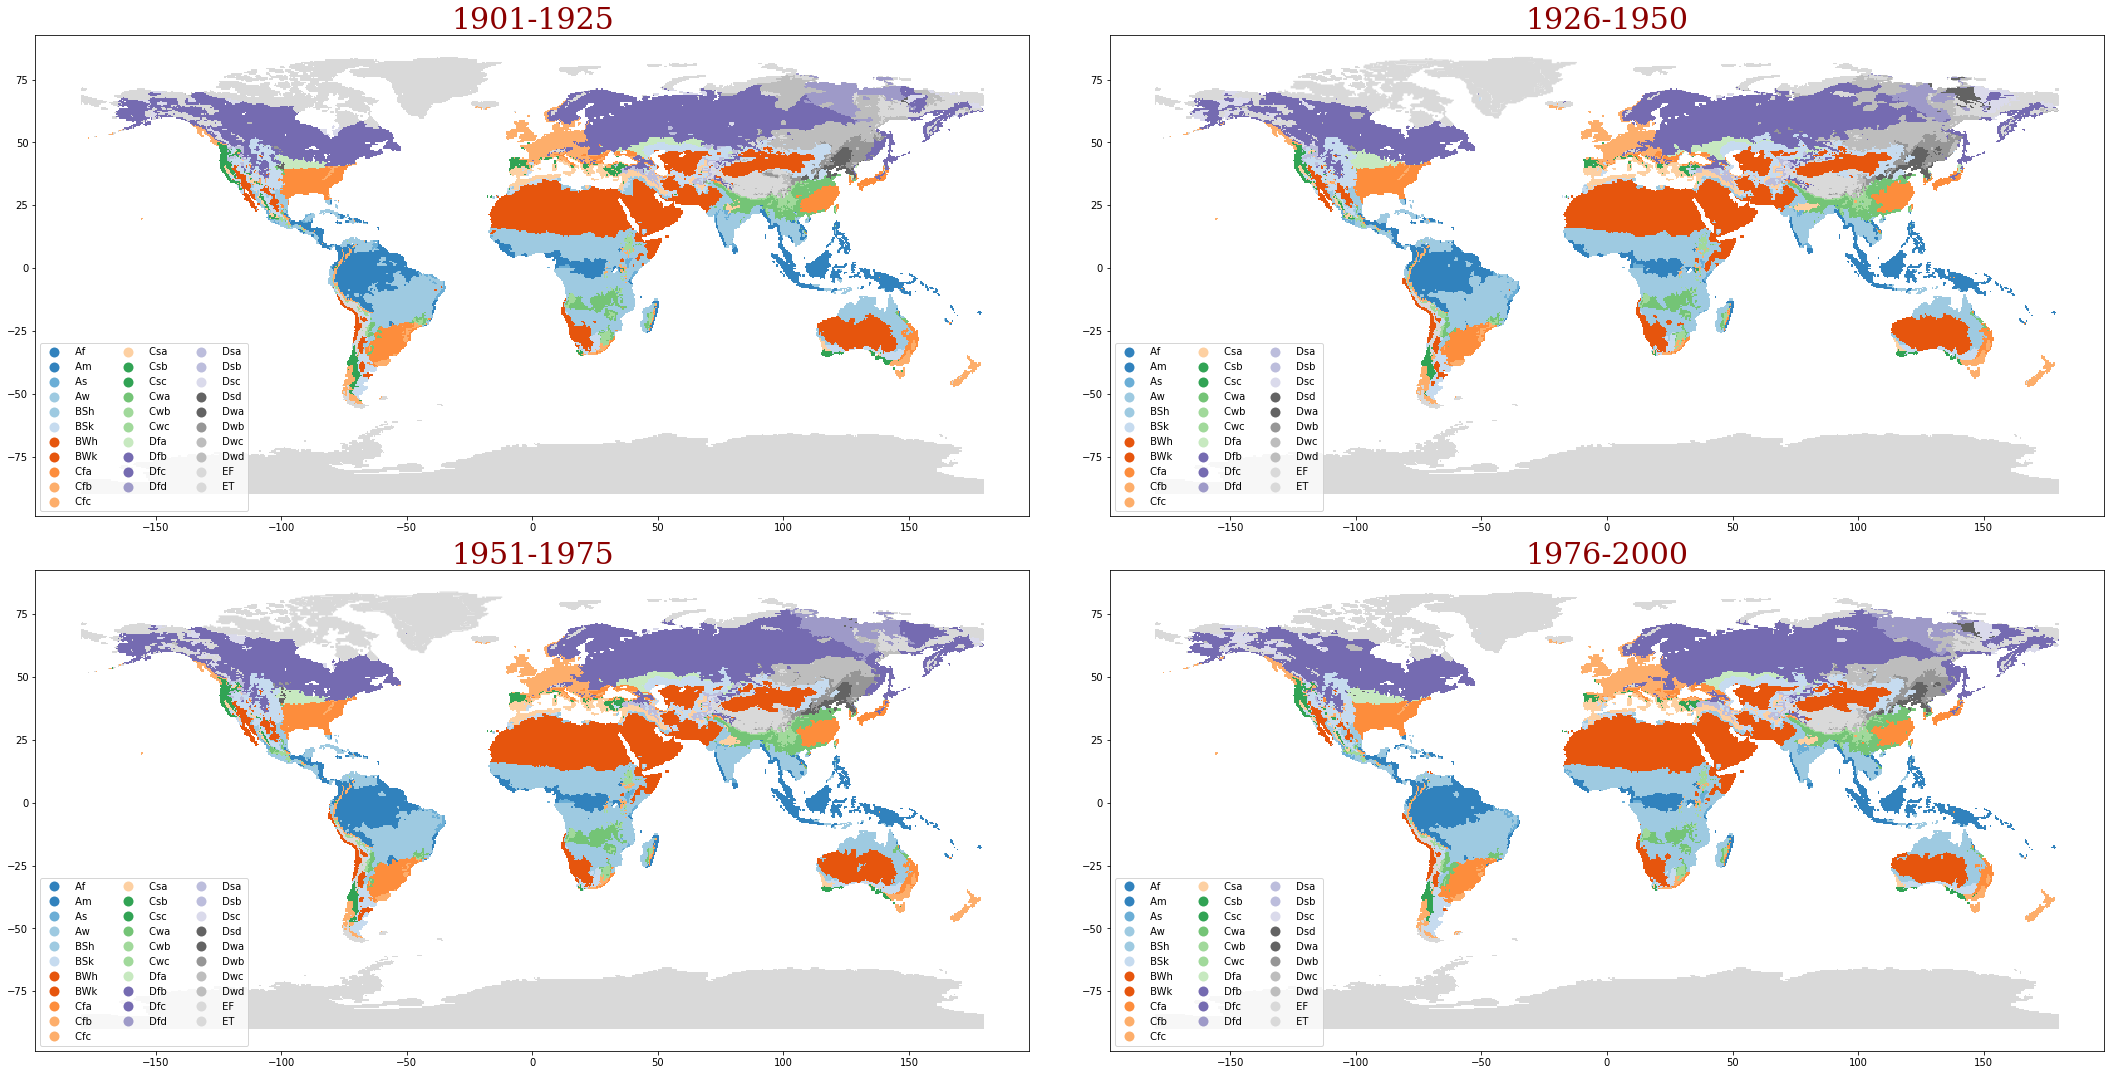 1901-1925
75
50
25
0
−25
−50
−75
Af Csa Dsa
Am Csb Dsb
As Csc Dsc
Aw Cwa Dsd
BSh Cwb Dwa
BSk Cwc Dwb
BWh Dfa Dwc
BWk Dfb Dwd
Cfa Dfc EF
Cfb Dfd ET
Cfc
−150 −100 −50 0 50 100 150
1926-1950
75
50
25
0
−25
−50
−75
Af Csa Dsa
Am Csb Dsb
As Csc Dsc
Aw Cwa Dsd
BSh Cwb Dwa
BSk Cwc Dwb
BWh Dfa Dwc
BWk Dfb Dwd
Cfa Dfc EF
Cfb Dfd ET
Cfc
−150 −100 −50 0 50 100 150
1951-1975
75
50
25
0
−25
−50
−75
Af Csa Dsa
Am Csb Dsb
As Csc Dsc
Aw Cwa Dsd
BSh Cwb Dwa
BSk Cwc Dwb
BWh Dfa Dwc
BWk Dfb Dwd
Cfa Dfc EF
Cfb Dfd ET
Cfc
−150 −100 −50 0 50 100 150
1976-2000
75
50
25
0
−25
−50
−75
Af Csa Dsa
Am Csb Dsb
As Csc Dsc
Aw Cwa Dsd
BSh Cwb Dwa
BSk Cwc Dwb
BWh Dfa Dwc
BWk Dfb Dwd
Cfa Dfc EF
Cfb Dfd ET
Cfc
−150 −100 −50 0 50 100 150